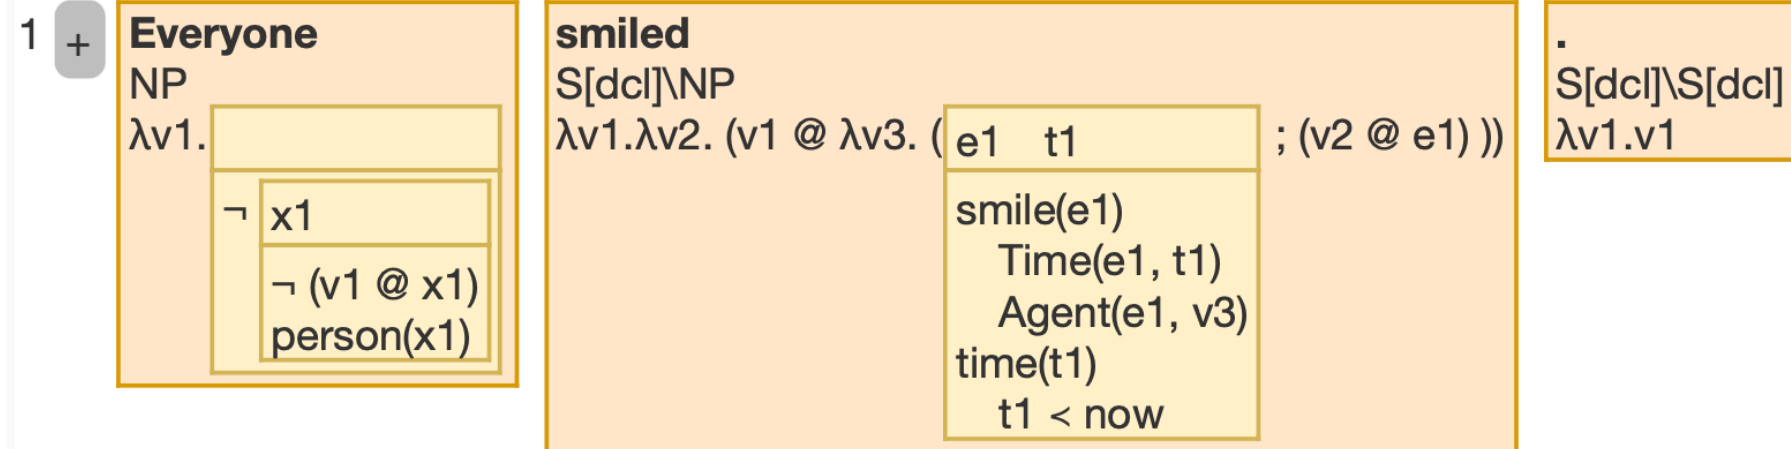 1 +
Everyone
NP
λv1.
¬ x1
¬ (v1 @ x1)
person(x1)
smiled
S[dcl]\NP
λv1.λv2. (v1 @ λv3. ( e1 t1 ; (v2 @ e1) ))
smile(e1)
Time(e1, t1)
Agent(e1, v3)
time(t1)
t1 < now
.
S[dcl]\S[dcl]
λv1.v1